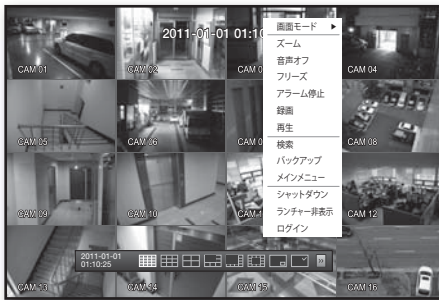 2011-01-01 01:10
画面モード ▶
ズーム
音声オフ
フリーズ
アラーム停止
録画
再生
検索
バックアップ
メインメニュー
シャットダウン
ランチャー非表示
ログイン
CAM 01
CAM 02
CAM 0
CAM 04
CAM 05
CAM 06
CAM 0
CAM 08
CAM 09
CAM 10
CAM 1
CAM 12
2011-01-01
01:10:25
CAM 13
CAM 14
CAM 15
CAM 16